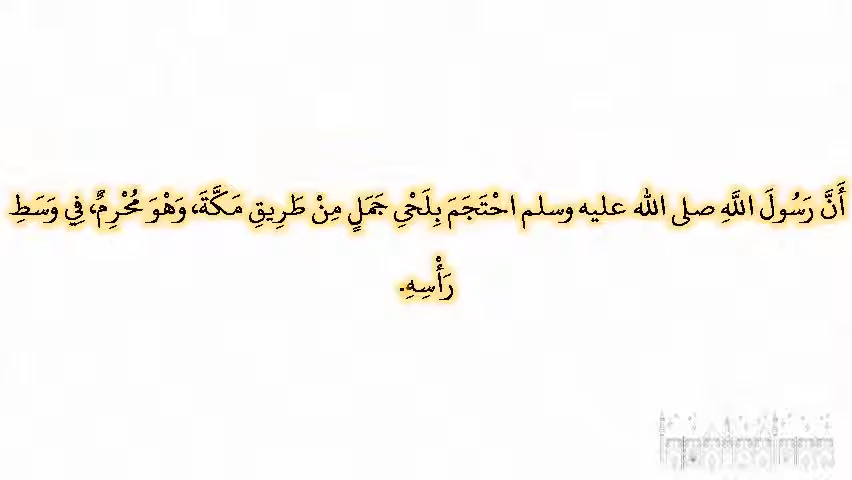 أَنَّ رَسُولَ اللَّهِ صلى الله عليه وسلم احْتَجَمَ بِلَحْىِ جَمَلٍ مِنْ طَرِيقِ مَكَّةَ، وَهْوَ مُحْرِمٌ، فِي وَسَطِ
رَأْسِهِ‏.‏